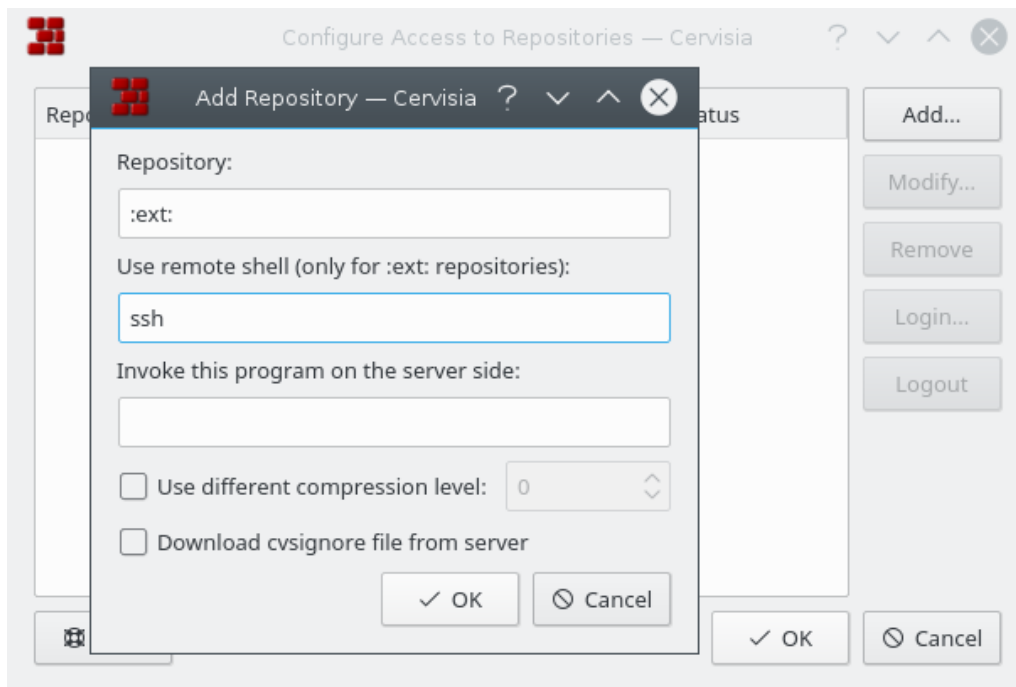 Configure Access to Repositories — Cervisia
Add Repository — Cervisia
Add...
Repository:
Modify...
:ext:
Remove
Use remote shell (only for :ext: repositories):
ssh
Login...
Invoke this program on the server side:
Logout
Use different compression level:
0
Download cvsignore file from server
OK
Cancel
OK
Cancel